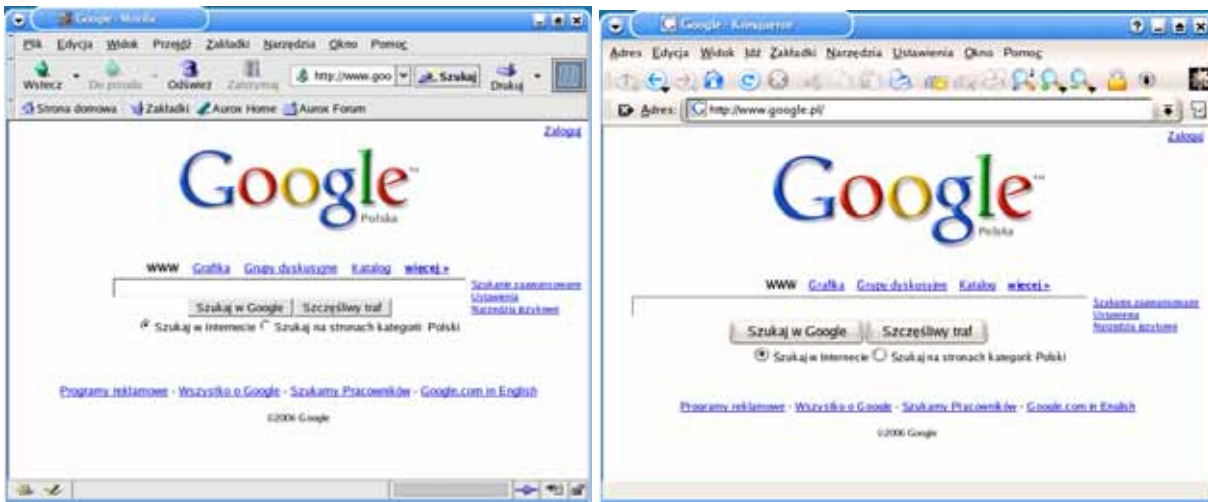 Google - Mozilla
Plik Edycja Widok Przejdź Zakładki Narzędzia Okno Pomoc
Wstecz Do przodu Odśwież Zatrzymaj http://www.goo Szukaj Drukuj
Strona domowa Zakładki Aurox Home Aurox Forum
Zaloguj
Google™
Polska
WWW Grafika Grupy dyskusyjne Katalog więcej »
Szukanie zaawansowane
Ustawienia
Narzędzia językowe
Szukaj w Google Szczęśliwy traf
Szukaj w Internecie Szukaj na stronach kategorii: Polski
Programy reklamowe - Wszystko o Google - Szukamy Pracowników - Google.com in English
©2006 Google
Google - Konqueror
Adres Edycja Widok Idź Zakładki Narzędzia Ustawienia Okno Pomoc
Adres: http://www.google.pl/
Zaloguj
Google™
Polska
WWW Grafika Grupy dyskusyjne Katalog więcej »
Szukanie zaawansowane
Ustawienia
Narzędzia językowe
Szukaj w Google Szczęśliwy traf
Szukaj w Internecie Szukaj na stronach kategorii: Polski
Programy reklamowe - Wszystko o Google - Szukamy Pracowników - Google.com in English
©2006 Google